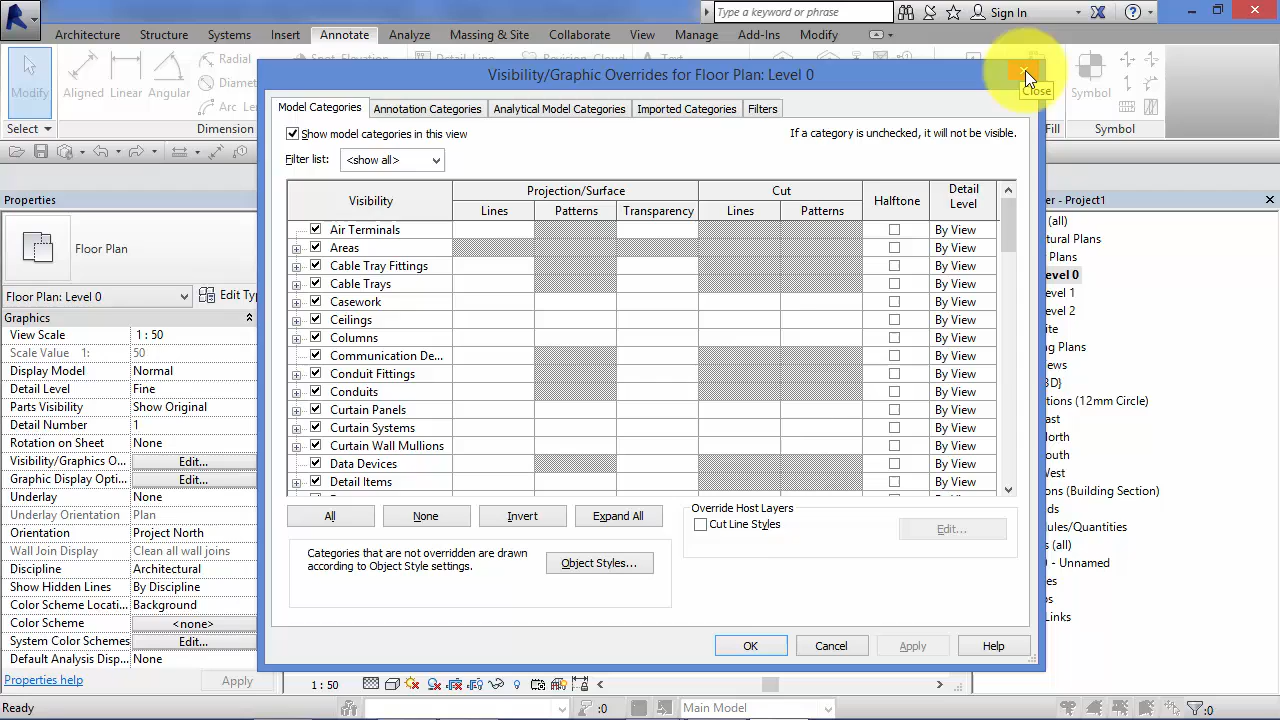 Type a keyword or phrase
Sign In
Architecture Structure Systems Insert Annotate Analyze Massing & Site Collaborate View Manage Add-Ins Modify
Modify
Aligned
Linear
Angular
Radial
Arc
Symbol
Select
Dimension
Fill
Symbol
Visibility/Graphic Overrides for Floor Plan: Level 0
Close
Model Categories Annotation Categories Analytical Model Categories Imported Categories Filters
Show model categories in this view
If a category is unchecked, it will not be visible.
Filter list: <show all>
Visibility Projection/Surface Cut Halftone Detail Level
Lines Patterns Transparency Lines Patterns
Air Terminals By View
Areas By View
Cable Tray Fittings By View
Cable Trays By View
Casework By View
Ceilings By View
Columns By View
Communication De... By View
Conduit Fittings By View
Conduits By View
Curtain Panels By View
Curtain Systems By View
Curtain Wall Mullions By View
Data Devices By View
Detail Items By View
All None Invert Expand All
Override Host Layers
Cut Line Styles
Edit...
Categories that are not overridden are drawn
according to Object Style settings.
Object Styles...
OK Cancel Apply Help
Properties
Floor Plan
Floor Plan: Level 0
Edit Typ
Graphics
View Scale 1 : 50
Scale Value 1: 50
Display Model Normal
Detail Level Fine
Parts Visibility Show Original
Detail Number 1
Rotation on Sheet None
Visibility/Graphics O... Edit...
Graphic Display Opti... Edit...
Underlay None
Underlay Orientation Plan
Orientation Project North
Wall Join Display Clean all wall joins
Discipline Architectural
Show Hidden Lines By Discipline
Color Scheme Locati... Background
Color Scheme <none>
System Color Schemes Edit...
Default Analysis Disp... None
Properties help
Apply
er - Project1
(all)
tural Plans
r Plans
evel 0
evel 1
evel 2
ite
ng Plans
ews
D}
tions (12mm Circle)
ast
orth
outh
West
ons (Building Section)
dules/Quantities
s (all)
0 - Unnamed
es
ps
Links
1 : 50
Ready
:0
Main Model
:0